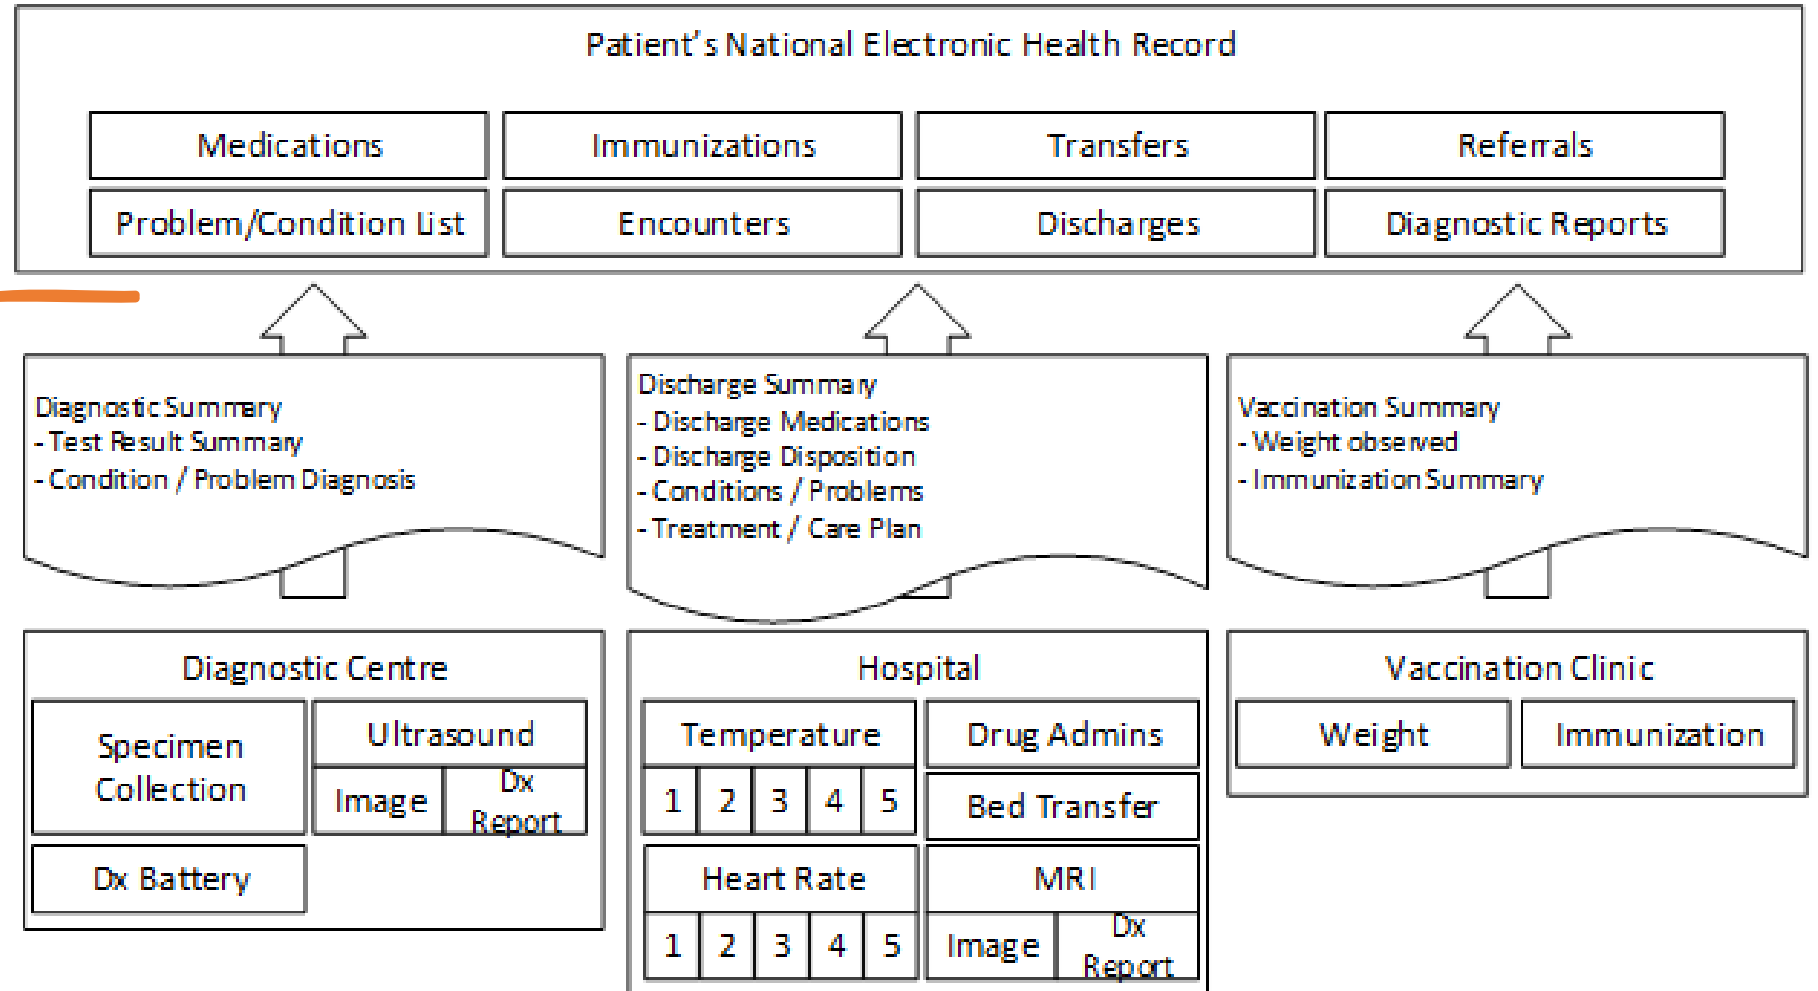 Patient's National Electronic Health Record
Medications
Immunizations
Transfers
Referrals
Problem/Condition List
Encounters
Discharges
Diagnostic Reports
Diagnostic Summary
- Test Result Summary
- Condition / Problem Diagnosis
Discharge Summary
- Discharge Medications
- Discharge Disposition
- Conditions / Problems
- Treatment / Care Plan
Vaccination Summary
- Weight observed
- Immunization Summary
Diagnostic Centre
Specimen
Collection
Ultrasound
Image
Dx
Report
Dx Battery
Hospital
Temperature
1 2 3 4 5
Drug Admins
Bed Transfer
Heart Rate
1 2 3 4 5
MRI
Image
Dx
Report
Vaccination Clinic
Weight
Immunization